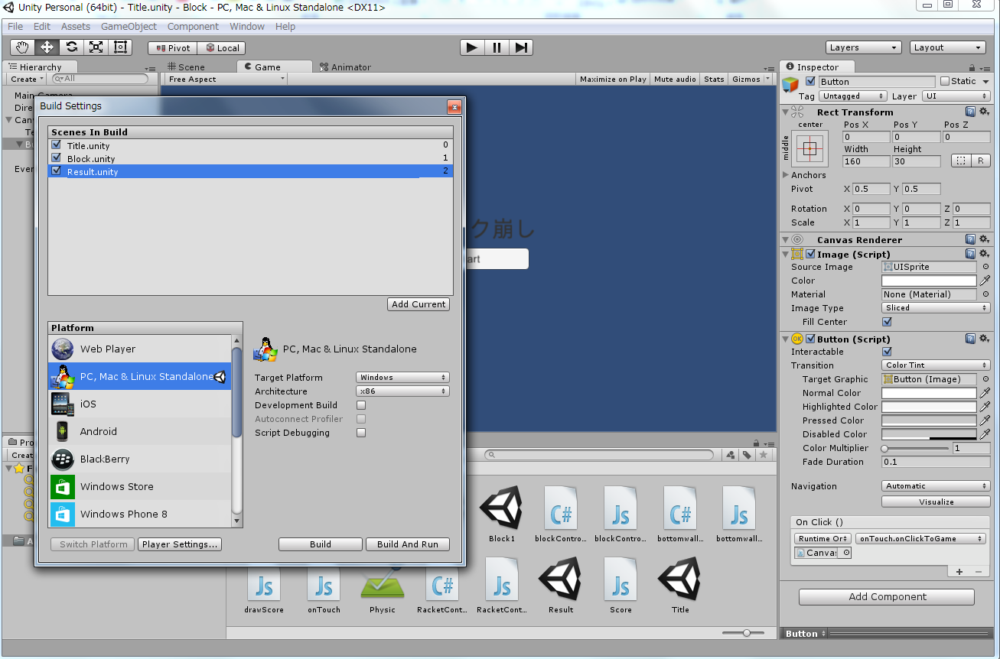 Unity Personal (64bit) - Title.unity - Block - PC, Mac & Linux Standalone <DX11>
File Edit Assets GameObject Component Window Help
Pivot Local
Layers Layout
Hierarchy
Create All
Scene Game Animator
Free Aspect Maximize on Play Mute audio Stats Gizmos
Main Camera
Build Settings
Scenes In Build
Title.unity 0
Block.unity 1
Result.unity 2
Add Current
Platform
Web Player
PC, Mac & Linux Standalone
iOS
Android
BlackBerry
Windows Store
Windows Phone 8
PC, Mac & Linux Standalone
Target Platform Windows
Architecture x86
Development Build
Autoconnect Profiler
Script Debugging
Switch Platform Player Settings... Build Build And Run
ク崩し
art
Block1 blockContro... blockContro... bottomwall... bottomwall...
drawScore onTouch Physic RacketCont... RacketCont... Result Score Title
Inspector
Button Static
Tag Untagged Layer UI
Rect Transform
center
middle
Pos X Pos Y Pos Z
0 0 0
Width Height
160 30
R
Anchors
Pivot X 0.5 Y 0.5
Rotation X 0 Y 0 Z 0
Scale X 1 Y 1 Z 1
Canvas Renderer
Image (Script)
Source Image UISprite
Color
Material None (Material)
Image Type Sliced
Fill Center
OK Button (Script)
Interactable
Transition Color Tint
Target Graphic Button (Image)
Normal Color
Highlighted Color
Pressed Color
Disabled Color
Color Multiplier 1
Fade Duration 0.1
Navigation Automatic
Visualize
On Click ()
Runtime Or onTouch.onClickToGame
Canvas
Add Component
Button